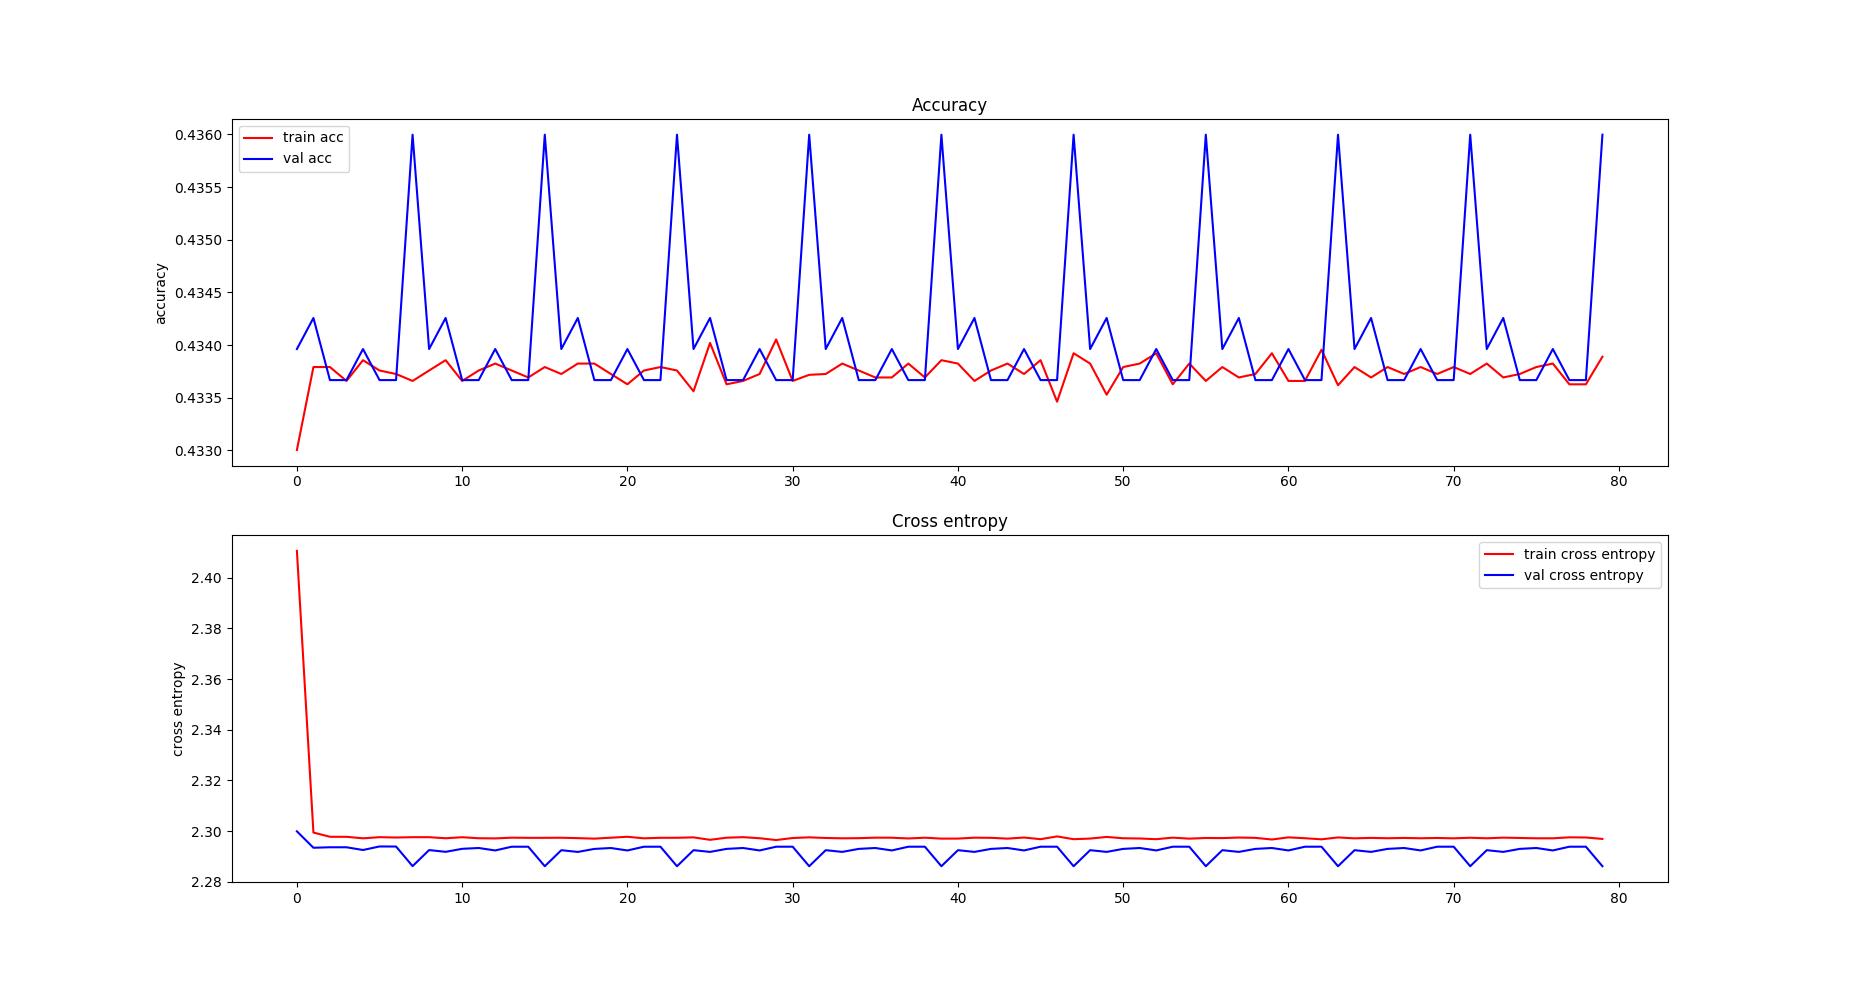 Accuracy
train acc
val acc
0.4360
0.4355
0.4350
0.4345
0.4340
0.4335
0.4330
accuracy
0 10 20 30 40 50 60 70 80
Cross entropy
train cross entropy
val cross entropy
2.40
2.38
2.36
2.34
2.32
2.30
2.28
cross entropy
0 10 20 30 40 50 60 70 80